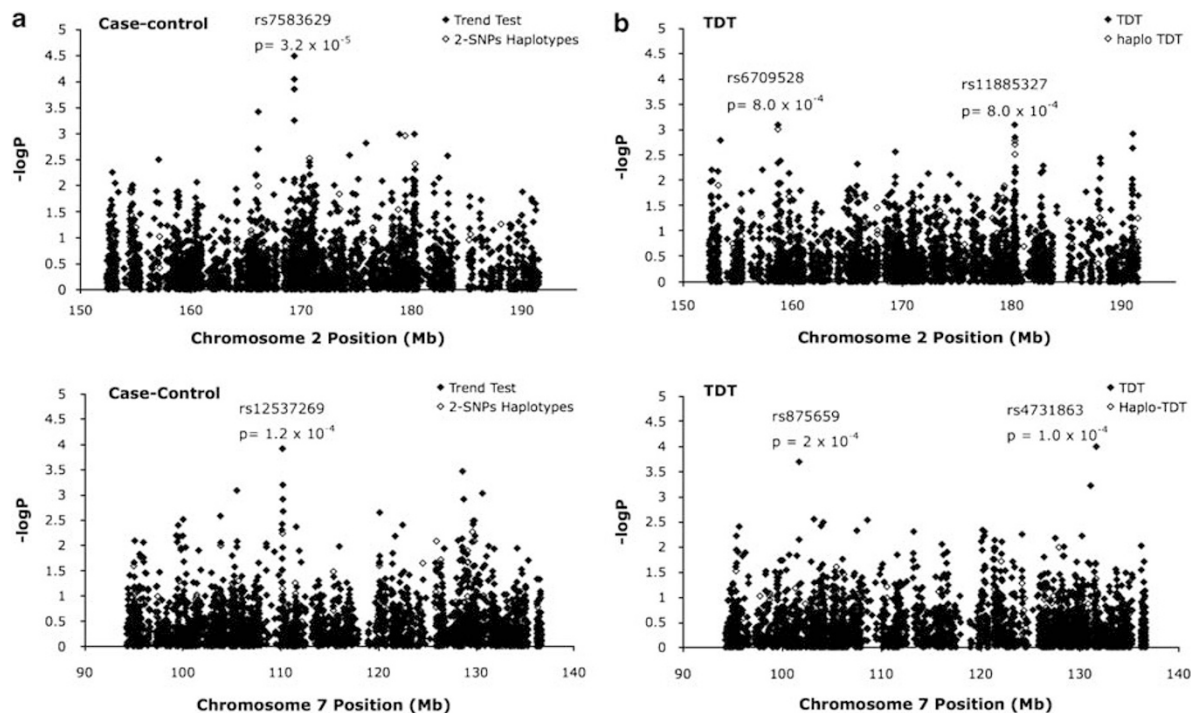 a
Case-control
rs7583629
p= 3.2 x 10-5
◆ Trend Test
◇ 2-SNPs Haplotypes
5
4.5
4
3.5
3
2.5
2
1.5
1
0.5
0
-logP
150 160 170 180 190
Chromosome 2 Position (Mb)
b
TDT
rs6709528
p= 8.0 x 10-4
rs11885327
p= 8.0 x 10-4
◆ TDT
◇ haplo TDT
5
4.5
4
3.5
3
2.5
2
1.5
1
0.5
0
-logP
150 160 170 180 190
Chromosome 2 Position (Mb)
Case-Control
rs12537269
p= 1.2 x 10-4
◆ Trend Test
◇ 2-SNPs Haplotypes
5
4.5
4
3.5
3
2.5
2
1.5
1
0.5
0
-logP
90 100 110 120 130 140
Chromosome 7 Position (Mb)
TDT
rs875659
p = 2 x 10-4
rs4731863
p = 1.0 x 10-4
◆ TDT
◇ Haplo-TDT
5
4.5
4
3.5
3
2.5
2
1.5
1
0.5
0
-logP
90 100 110 120 130 140
Chromosome 7 Position (Mb)